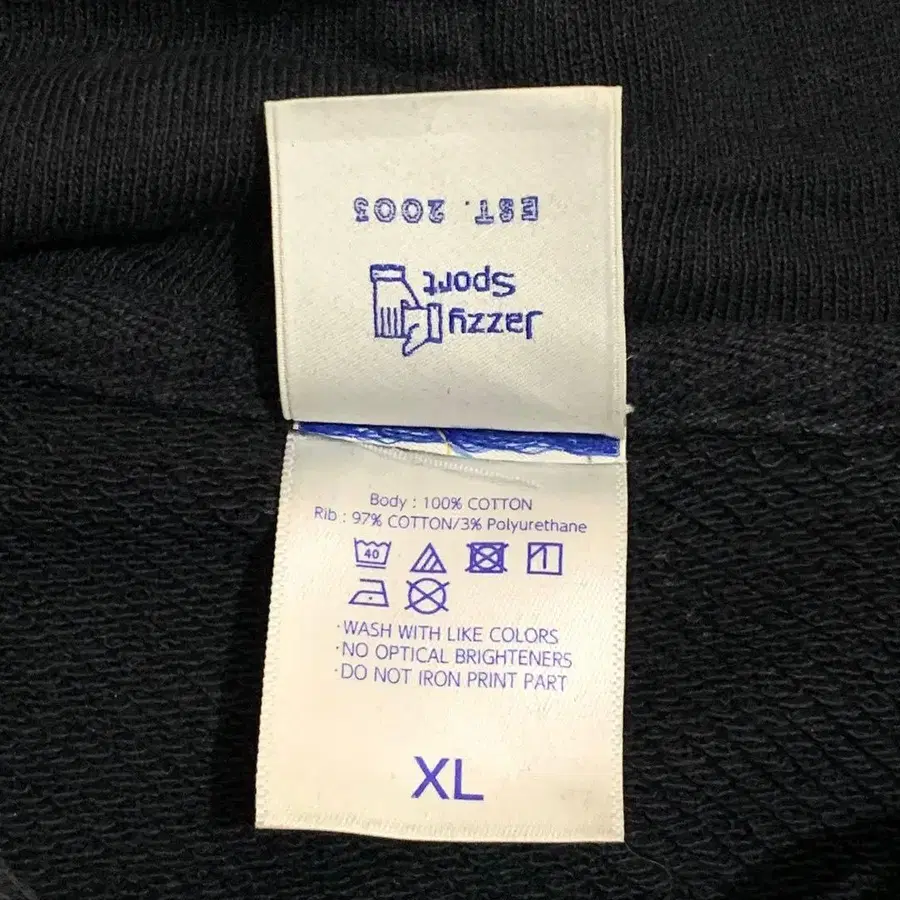 Jazzy
Sport
EST. 2003
Body : 100% COTTON
Rib : 97% COTTON/3% Polyurethane
40
·WASH WITH LIKE COLORS
·NO OPTICAL BRIGHTENERS
·DO NOT IRON PRINT PART
XL